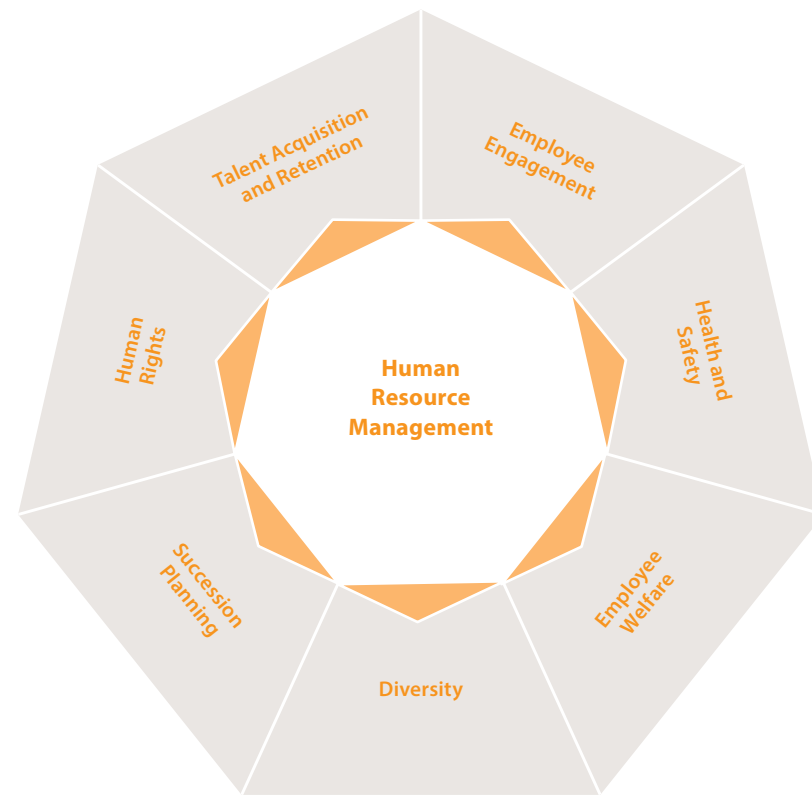 Talent Acquisition
and Retention
Employee
Engagement
Human
Rights
Health and
Safety
Human
Resource
Management
Succession
Planning
Employee
Welfare
Diversity